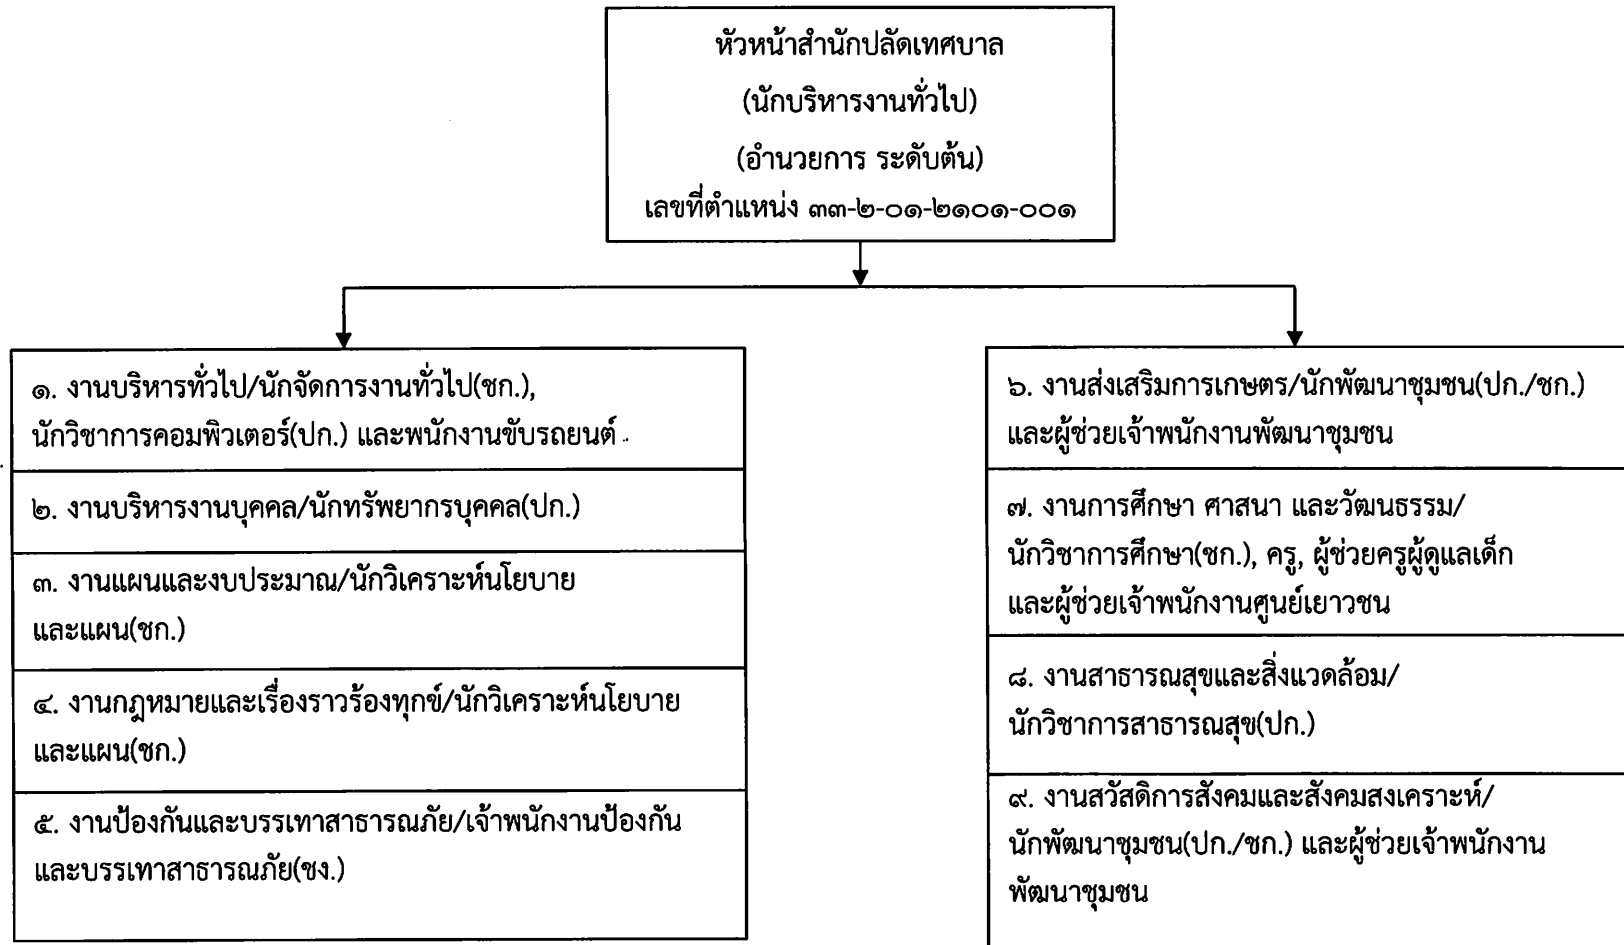 หัวหน้าสำนักปลัดเทศบาล
(นักบริหารงานทั่วไป)
(อำนวยการ ระดับต้น)
เลขที่ตำแหน่ง ๓๓-๒-๐๑-๒๑๐๑-๐๐๑
๑. งานบริหารทั่วไป/นักจัดการงานทั่วไป(ชก.),
นักวิชาการคอมพิวเตอร์(ปก.) และพนักงานขับรถยนต์
๒. งานบริหารงานบุคคล/นักทรัพยากรบุคคล(ปก.)
๓. งานแผนและงบประมาณ/นักวิเคราะห์นโยบาย
และแผน(ชก.)
๔. งานกฎหมายและเรื่องราวร้องทุกข์/นักวิเคราะห์นโยบาย
และแผน(ชก.)
๕. งานป้องกันและบรรเทาสาธารณภัย/เจ้าพนักงานป้องกัน
และบรรเทาสาธารณภัย(ชง.)
๖. งานส่งเสริมการเกษตร/นักพัฒนาชุมชน(ปก./ชก.)
และผู้ช่วยเจ้าพนักงานพัฒนาชุมชน
๗. งานการศึกษา ศาสนา และวัฒนธรรม/
นักวิชาการศึกษา(ชก.), ครู, ผู้ช่วยครูผู้ดูแลเด็ก
และผู้ช่วยเจ้าพนักงานศูนย์เยาวชน
๘. งานสาธารณสุขและสิ่งแวดล้อม/
นักวิชาการสาธารณสุข(ปก.)
๙. งานสวัสดิการสังคมและสังคมสงเคราะห์/
นักพัฒนาชุมชน(ปก./ชก.) และผู้ช่วยเจ้าพนักงาน
พัฒนาชุมชน